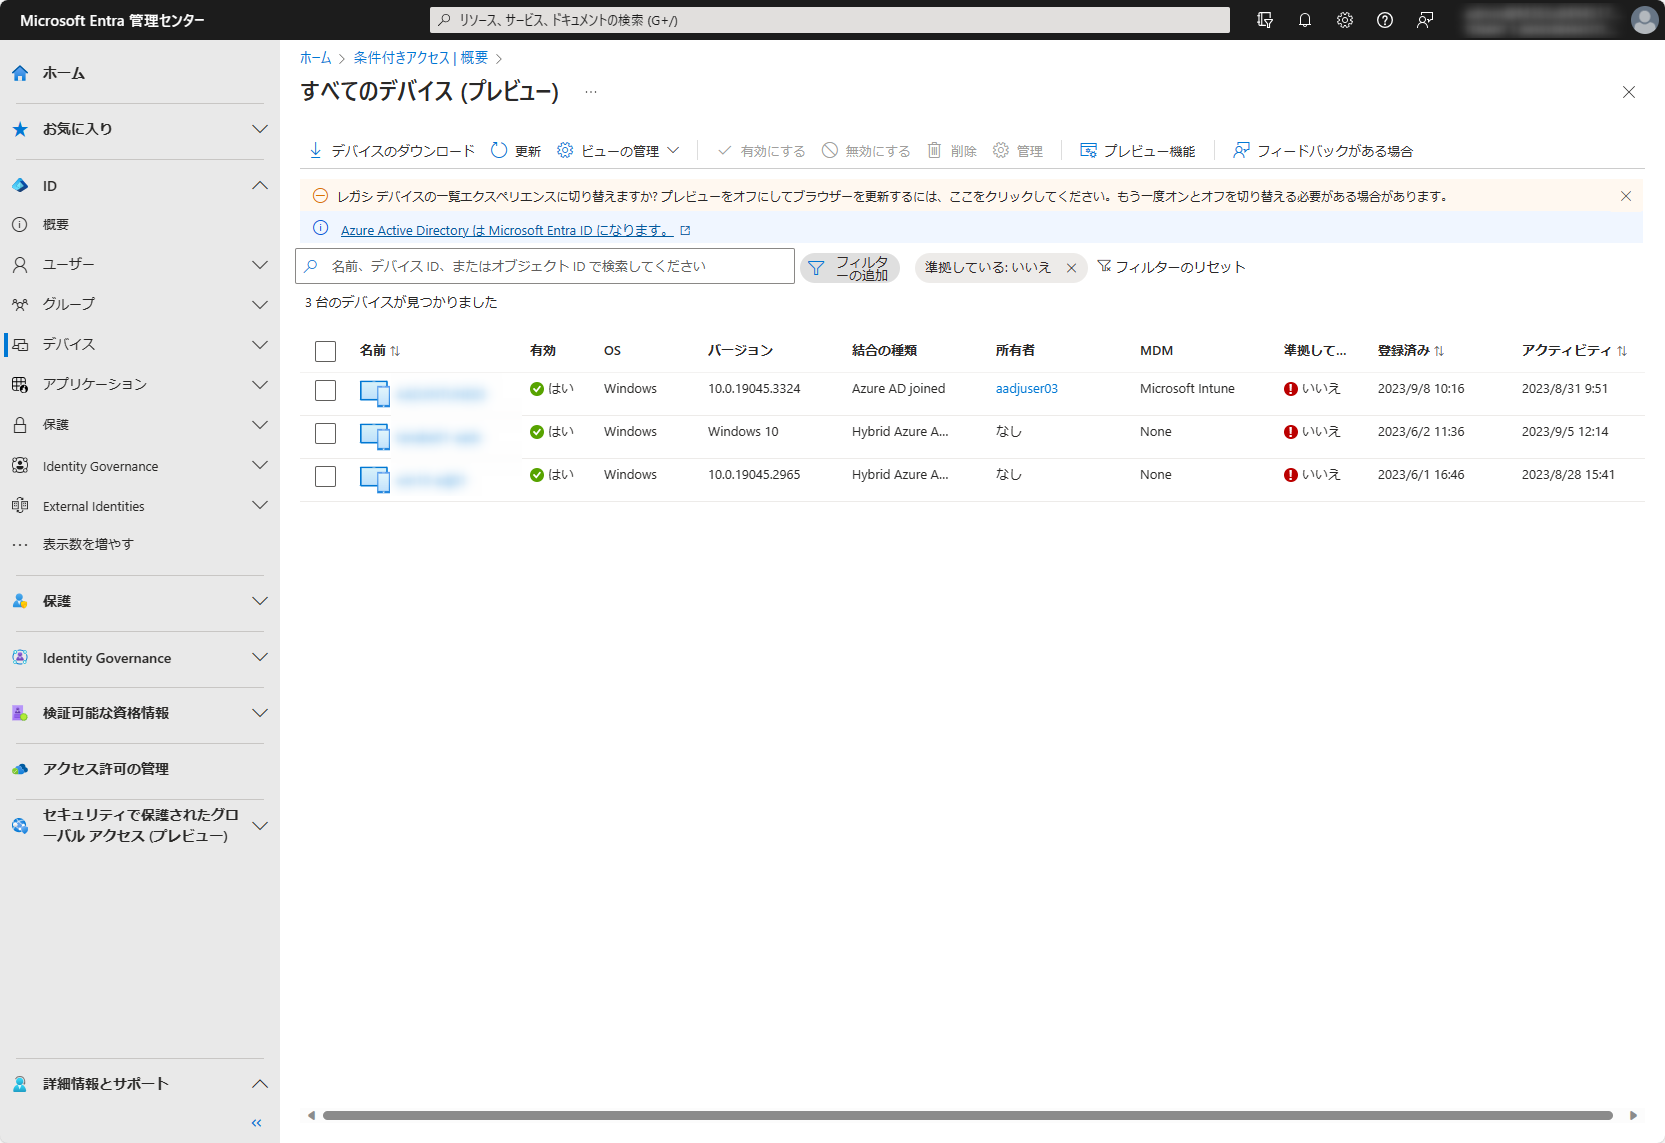 Microsoft Entra 管理センター
リソース、サービス、ドキュメントの検索 (G+/)
ホーム
お気に入り
ID
概要
ユーザー
グループ
デバイス
アプリケーション
保護
Identity Governance
External Identities
表示数を増やす
保護
Identity Governance
検証可能な資格情報
アクセス許可の管理
セキュリティで保護されたグロ
ーバル アクセス (プレビュー)
詳細情報とサポート
ホーム > 条件付きアクセス | 概要 >
すべてのデバイス (プレビュー) ...
デバイスのダウンロード 更新 ビューの管理 有効にする 無効にする 削除 管理 プレビュー機能 フィードバックがある場合
レガシ デバイスの一覧エクスペリエンスに切り替えますか? プレビューをオフにしてブラウザーを更新するには、ここをクリックしてください。もう一度オンとオフを切り替える必要がある場合があります。
Azure Active Directory は Microsoft Entra ID になります。
名前、デバイス ID、またはオブジェクト ID で検索してください
フィルタ
ーの追加
準拠している: いいえ
フィルターのリセット
3 台のデバイスが見つかりました
名前 有効 OS バージョン 結合の種類 所有者 MDM 準拠して... 登録済み アクティビティ
はい Windows 10.0.19045.3324 Azure AD joined aadjuser03 Microsoft Intune いいえ 2023/9/8 10:16 2023/8/31 9:51
はい Windows Windows 10 Hybrid Azure A... なし None いいえ 2023/6/2 11:36 2023/9/5 12:14
はい Windows 10.0.19045.2965 Hybrid Azure A... なし None いいえ 2023/6/1 16:46 2023/8/28 15:41